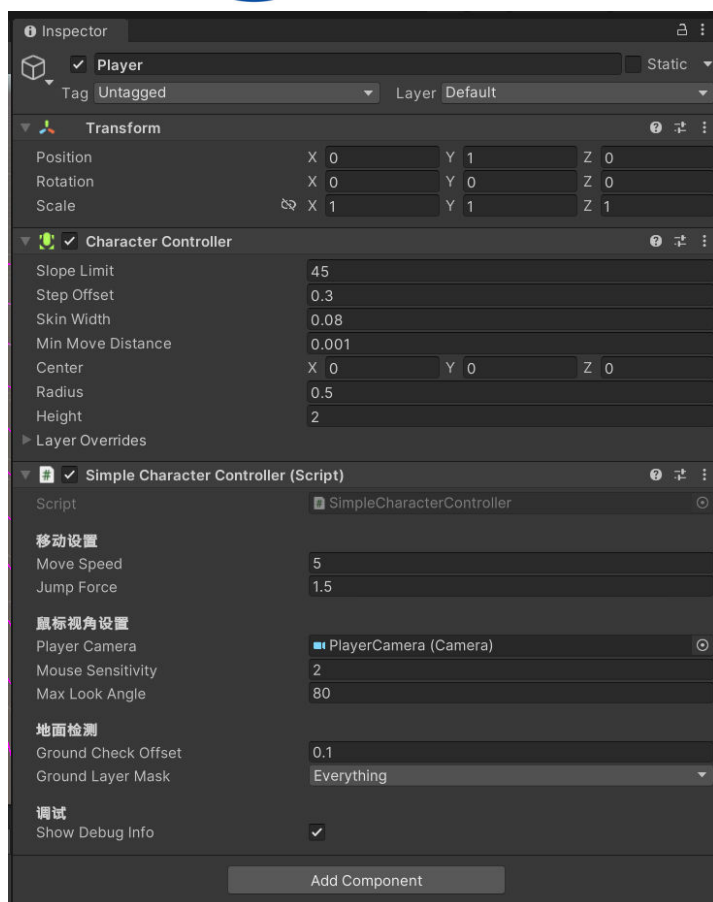 Inspector
Player Static
Tag Untagged Layer Default
Transform
Position X 0 Y 1 Z 0
Rotation X 0 Y 0 Z 0
Scale X 1 Y 1 Z 1
Character Controller
Slope Limit 45
Step Offset 0.3
Skin Width 0.08
Min Move Distance 0.001
Center X 0 Y 0 Z 0
Radius 0.5
Height 2
Layer Overrides
# Simple Character Controller (Script)
Script # SimpleCharacterController
移动设置
Move Speed 5
Jump Force 1.5
鼠标视角设置
Player Camera PlayerCamera (Camera)
Mouse Sensitivity 2
Max Look Angle 80
地面检测
Ground Check Offset 0.1
Ground Layer Mask Everything
调试
Show Debug Info
Add Component